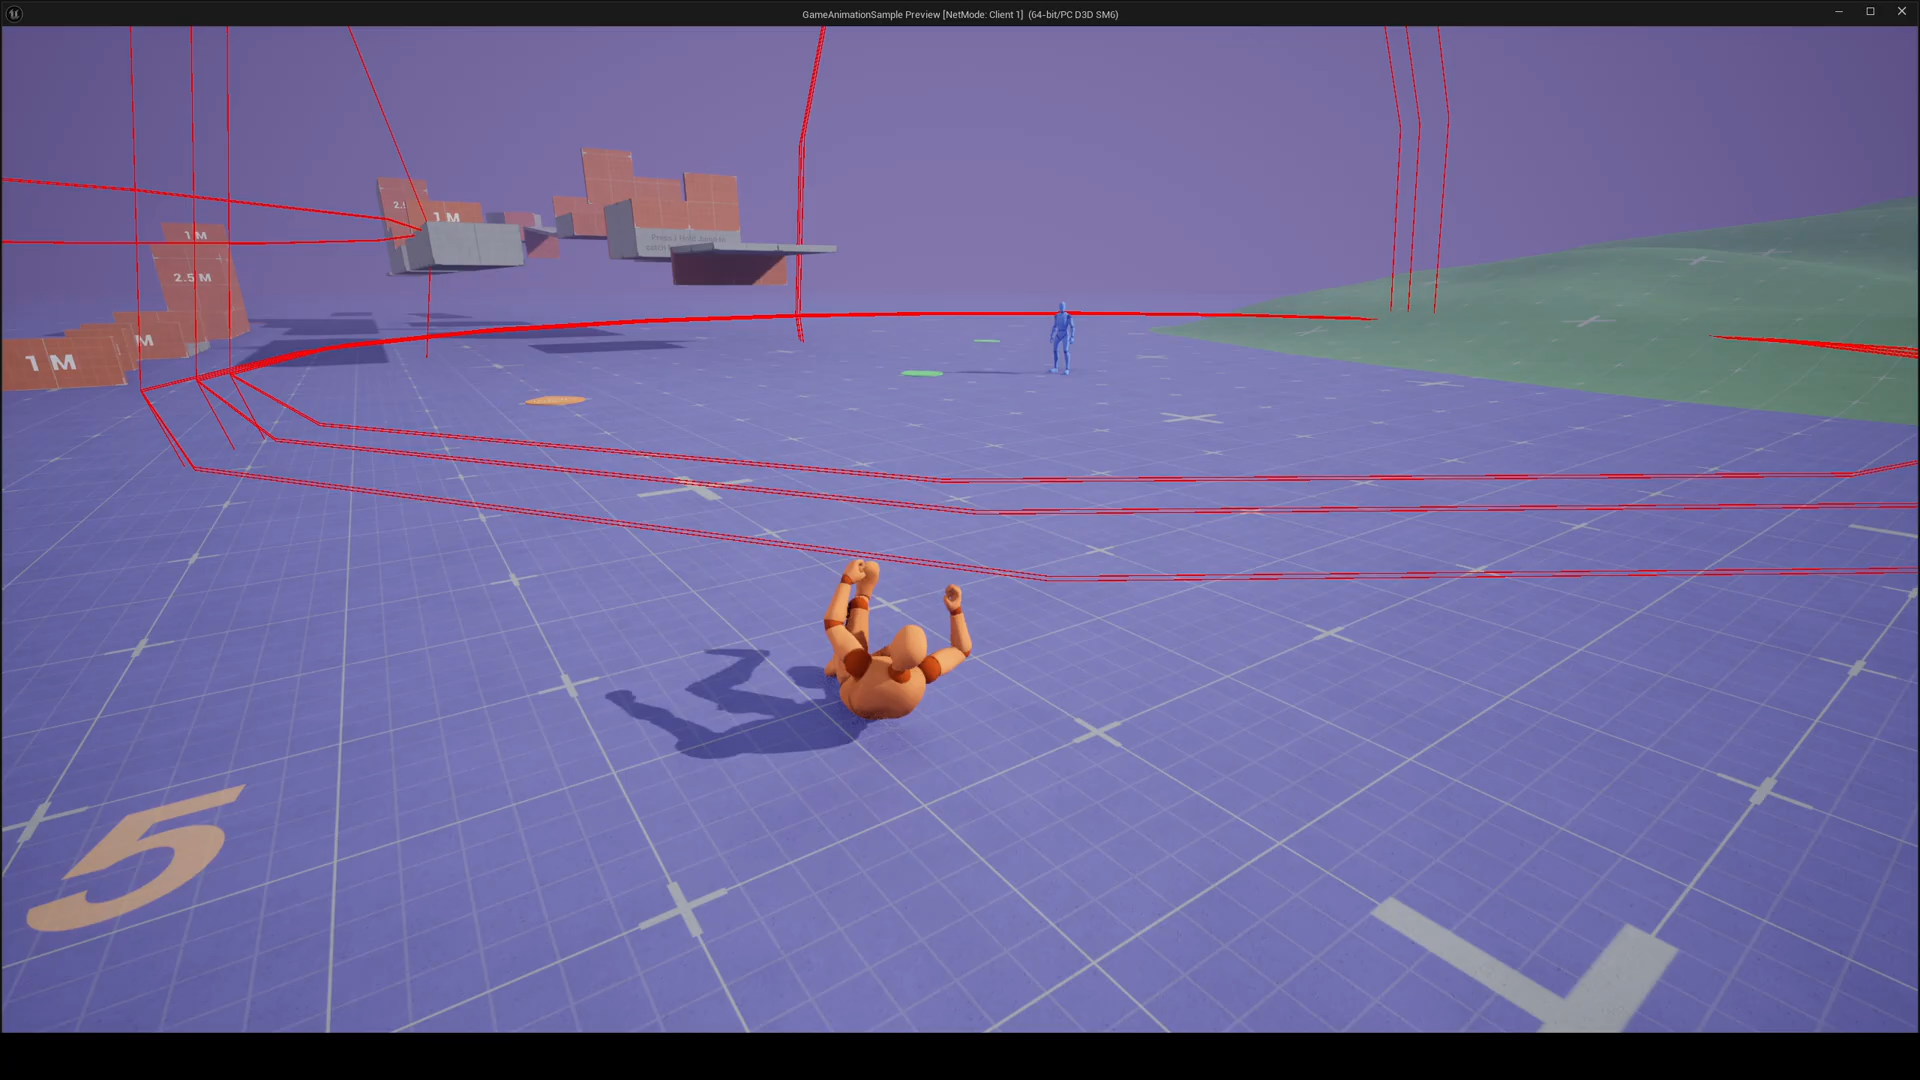 GameAnimationSample Preview [NetMode: Client 1] (64-bit/PC D3D SM6)
1 M
1 M
2.5 M
M
1 M
5